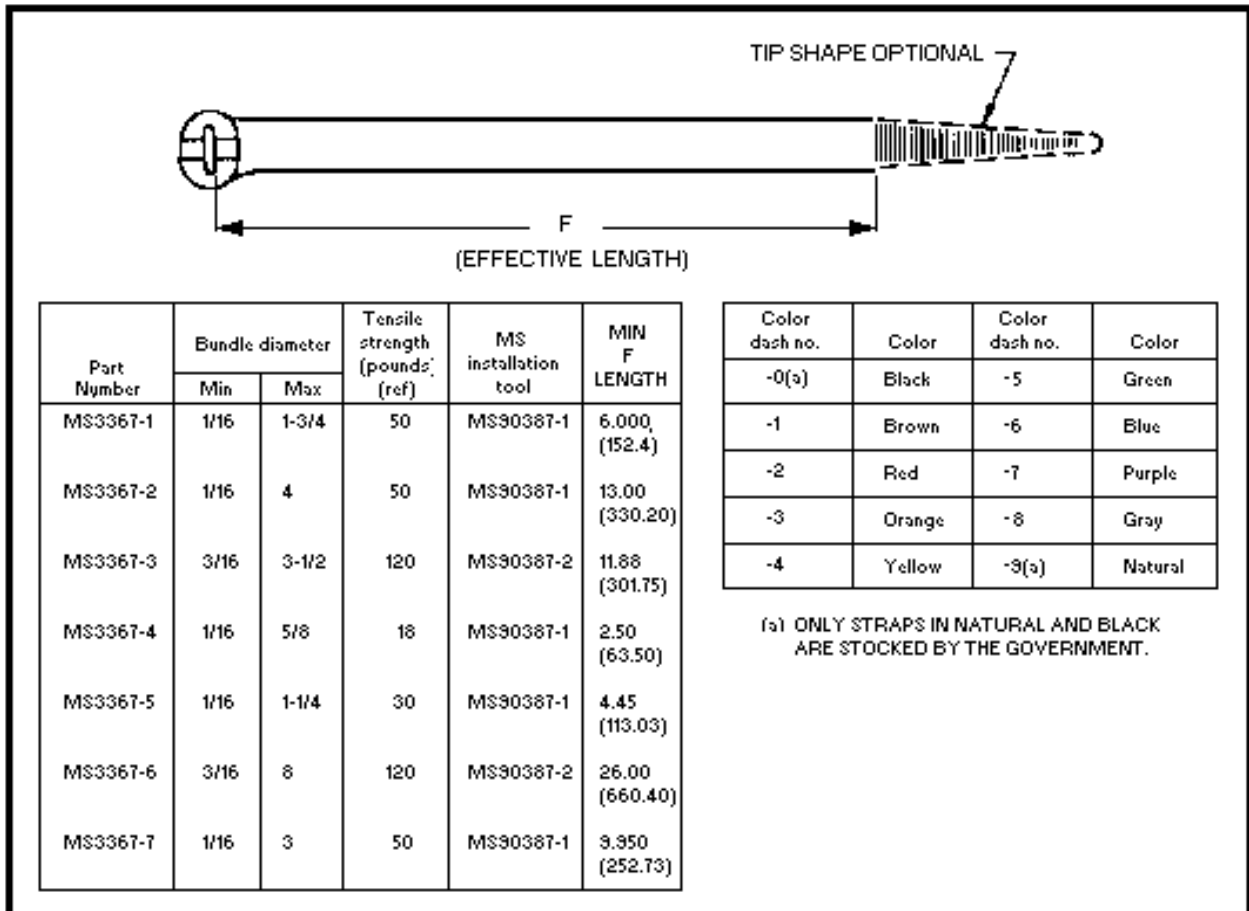 TIP SHAPE OPTIONAL
F
(EFFECTIVE LENGTH)
Part Number | Bundle diameter Min | Bundle diameter Max | Tensile strength (pounds) (ref) | MS installation tool | MIN F LENGTH
MS3367-1 1/16 1-3/4 50 MS90387-1 6.000, (152.4)
MS3367-2 1/16 4 50 MS90387-1 13.00 (330.20)
MS3367-3 3/16 3-1/2 120 MS90387-2 11.88 (301.75)
MS3367-4 1/16 5/8 18 MS90387-1 2.50 (63.50)
MS3367-5 1/16 1-1/4 30 MS90387-1 4.45 (113.03)
MS3367-6 3/16 8 120 MS90387-2 26.00 (660.40)
MS3367-7 1/16 3 50 MS90387-1 9.950 (252.73)
Color dash no. Color Color dash no. Color
-0(a) Black -5 Green
-1 Brown -6 Blue
-2 Red -7 Purple
-3 Orange -8 Gray
-4 Yellow -9(a) Natural
(a) ONLY STRAPS IN NATURAL AND BLACK
ARE STOCKED BY THE GOVERNMENT.